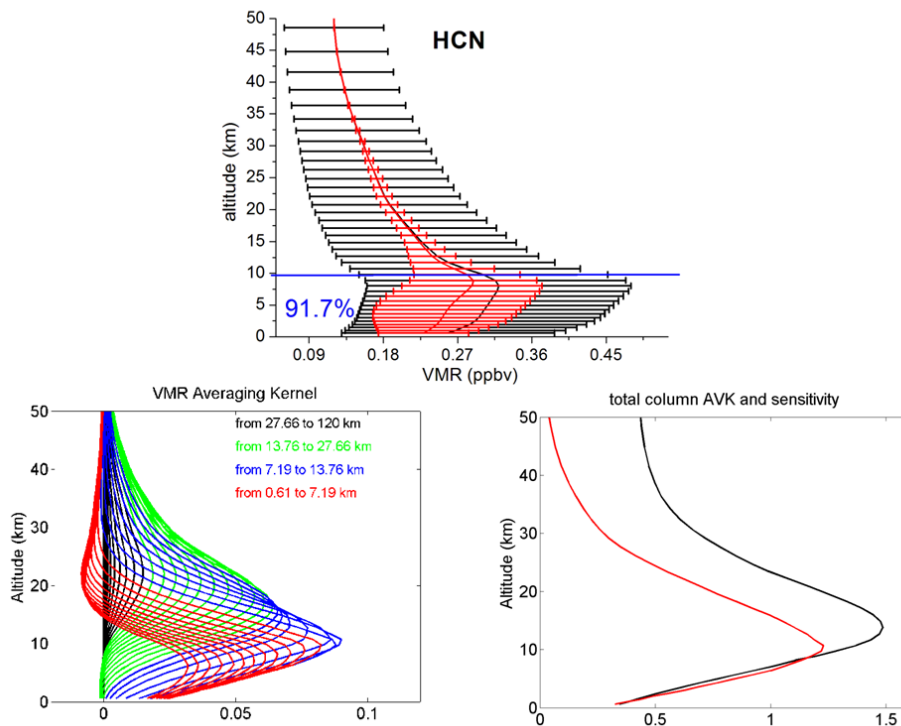 HCN
50
45
40
35
30
25
20
15
10
5
0
altitude (km)
91.7%
0.09 0.18 0.27 0.36 0.45
VMR (ppbv)
VMR Averaging Kernel
50
40
30
20
10
0
Altitude (km)
from 27.66 to 120 km
from 13.76 to 27.66 km
from 7.19 to 13.76 km
from 0.61 to 7.19 km
0 0.05 0.1
total column AVK and sensitivity
50
40
30
20
10
0
Altitude (km)
0 0.5 1 1.5